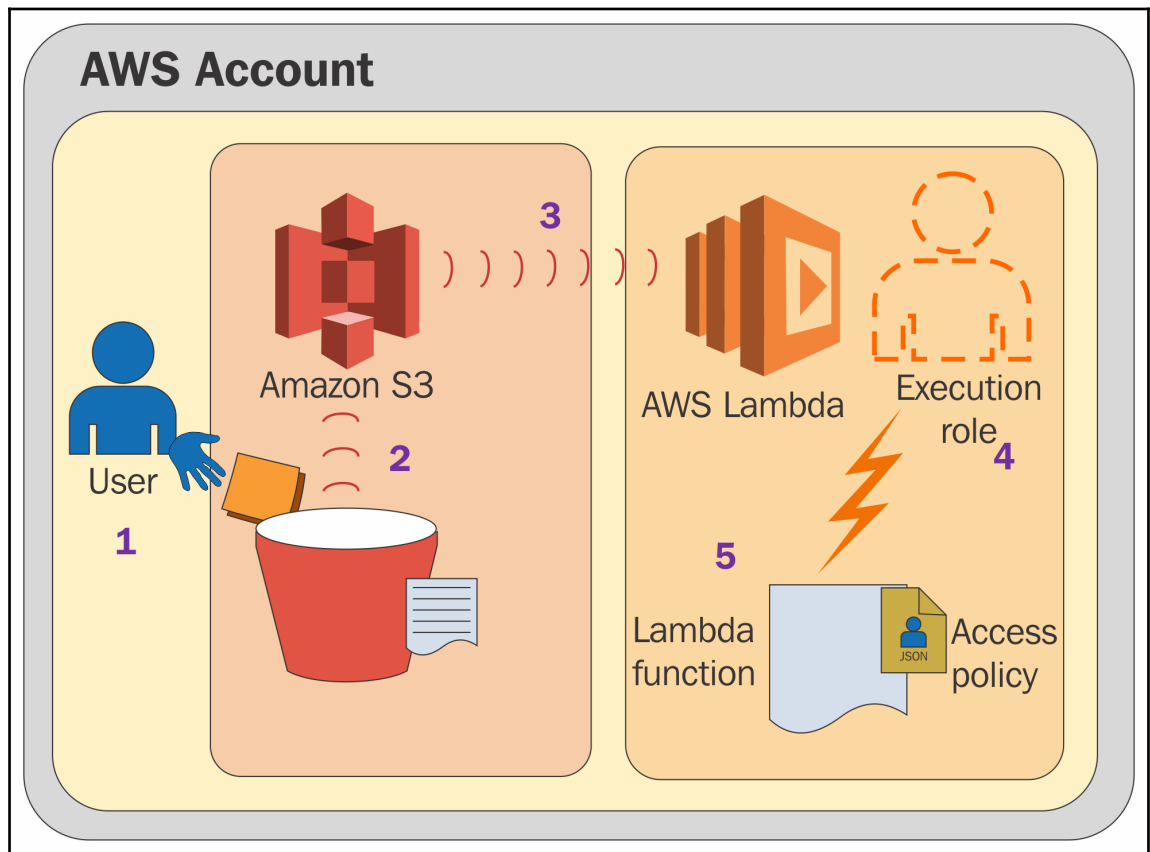 AWS Account
3
Amazon S3
AWS Lambda
Execution
role
4
2
User
1
5
Lambda
function
JSON
Access
policy